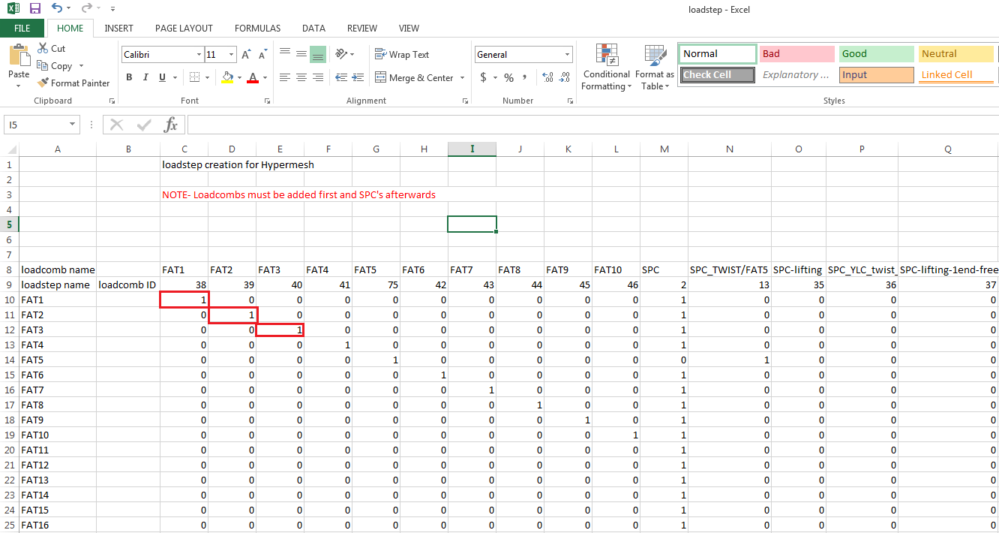 loadstep - Excel
FILE HOME INSERT PAGE LAYOUT FORMULAS DATA REVIEW VIEW
Paste
Cut
Copy
Format Painter
Clipboard
Calibri 11
B I U
Font
Wrap Text
Merge & Center
Alignment
General
$ % ,
Number
Conditional Formatting
Format as Table
Normal Bad Good Neutral
Check Cell Explanatory ... Input Linked Cell
Styles
I5 fx
A B C D E F G H I J K L M N O P Q
1 loadstep creation for Hypermesh
2
3 NOTE- Loadcombs must be added first and SPC's afterwards
4
5
6
7
8 loadcomb name FAT1 FAT2 FAT3 FAT4 FAT5 FAT6 FAT7 FAT8 FAT9 FAT10 SPC SPC_TWIST/FAT5 SPC-lifting SPC_YLC_twist_ SPC-lifting-1end-free
9 loadstep name loadcomb ID 38 39 40 41 75 42 43 44 45 46 2 13 35 36 37
10 FAT1 1 0 0 0 0 0 0 0 0 0 1 0 0 0 0
11 FAT2 0 1 0 0 0 0 0 0 0 0 1 0 0 0 0
12 FAT3 0 0 1 0 0 0 0 0 0 0 1 0 0 0 0
13 FAT4 0 0 0 1 0 0 0 0 0 0 1 0 0 0 0
14 FAT5 0 0 0 0 1 0 0 0 0 0 0 1 0 0 0
15 FAT6 0 0 0 0 0 1 0 0 0 0 1 0 0 0 0
16 FAT7 0 0 0 0 0 0 1 0 0 0 1 0 0 0 0
17 FAT8 0 0 0 0 0 0 0 1 0 0 1 0 0 0 0
18 FAT9 0 0 0 0 0 0 0 0 1 0 1 0 0 0 0
19 FAT10 0 0 0 0 0 0 0 0 0 1 1 0 0 0 0
20 FAT11 0 0 0 0 0 0 0 0 0 0 1 0 0 0 0
21 FAT12 0 0 0 0 0 0 0 0 0 0 1 0 0 0 0
22 FAT13 0 0 0 0 0 0 0 0 0 0 1 0 0 0 0
23 FAT14 0 0 0 0 0 0 0 0 0 0 1 0 0 0 0
24 FAT15 0 0 0 0 0 0 0 0 0 0 1 0 0 0 0
25 FAT16 0 0 0 0 0 0 0 0 0 0 1 0 0 0 0